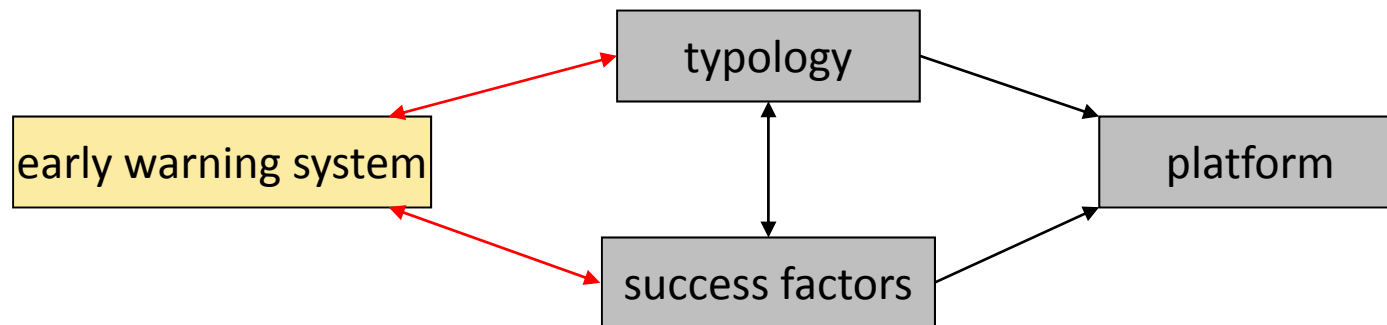 typology
early warning system
platform
success factors